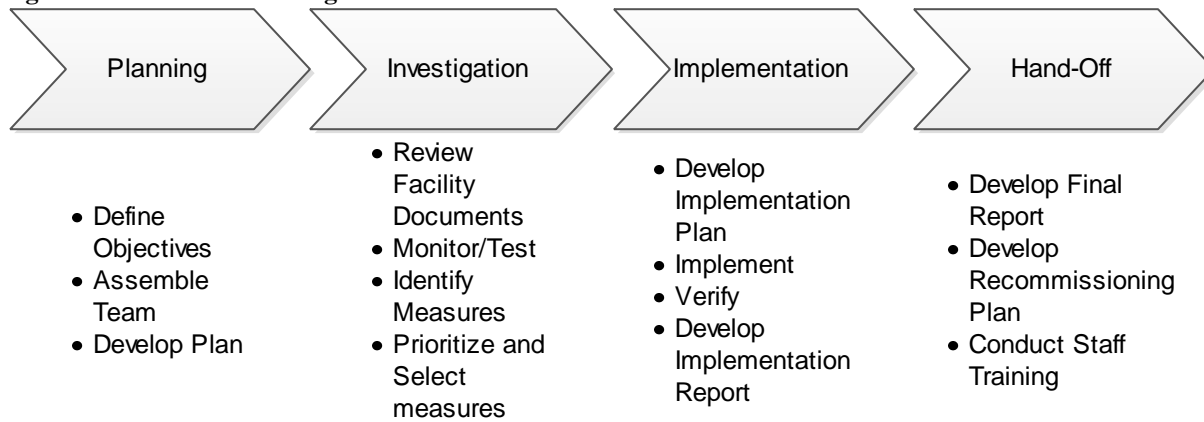 Planning
Investigation
Implementation
Hand-Off
• Define
Objectives
• Assemble
Team
• Develop Plan
• Review
Facility
Documents
• Monitor/Test
• Identify
Measures
• Prioritize and
Select
measures
• Develop
Implementation
Plan
• Implement
• Verify
• Develop
Implementation
Report
• Develop Final
Report
• Develop
Recommissioning
Plan
• Conduct Staff
Training